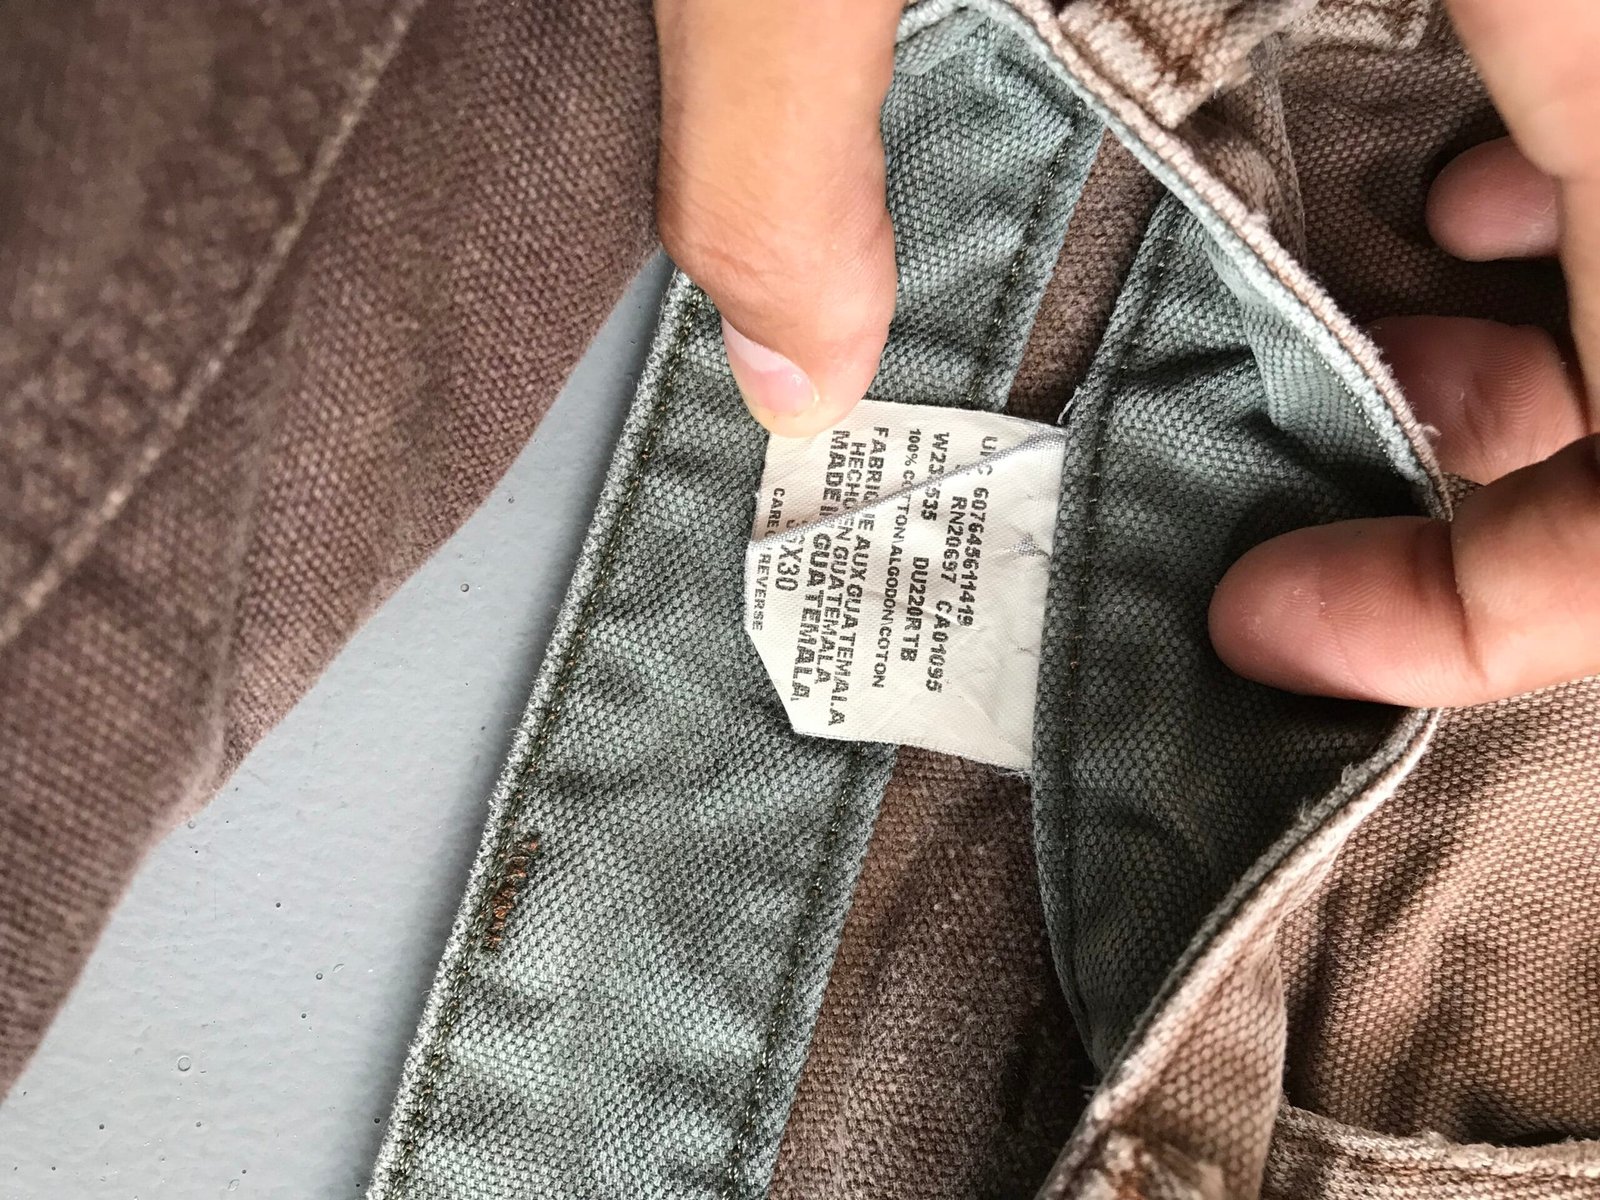 UPC 607645611419
RN20697 CA01095
DU220RTB
100% COTTON\ALGODON\COTON
FABRIQUE AUX GUATEMALA
HECHO EN GUATEMALA
MADE IN GUATEMALA
CARE REVERSE